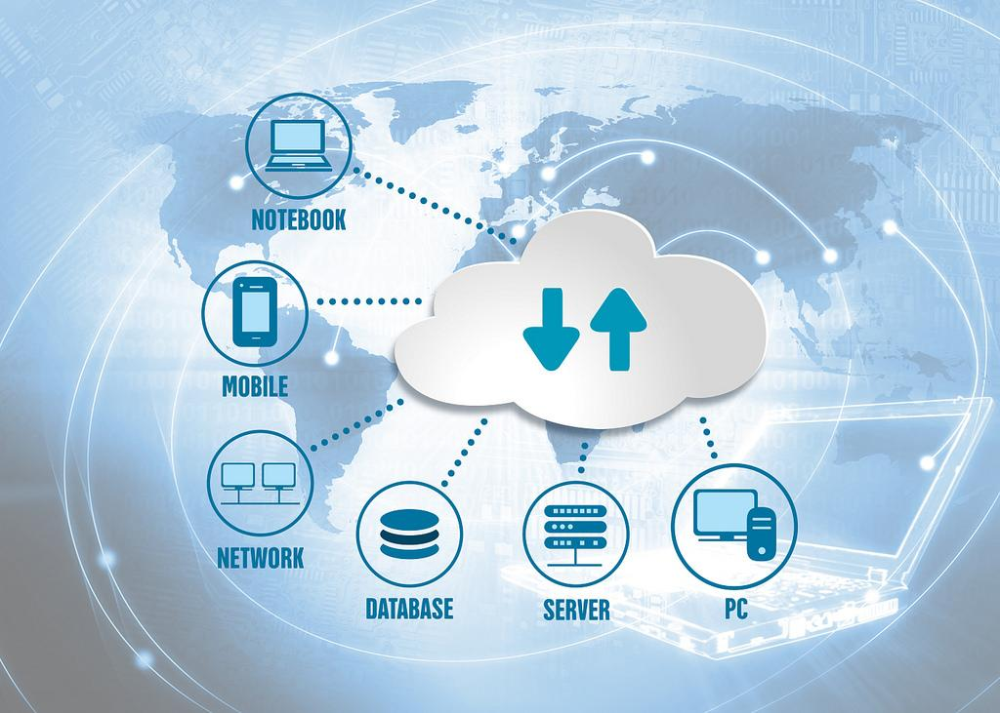 NOTEBOOK
MOBILE
NETWORK
DATABASE
SERVER
PC